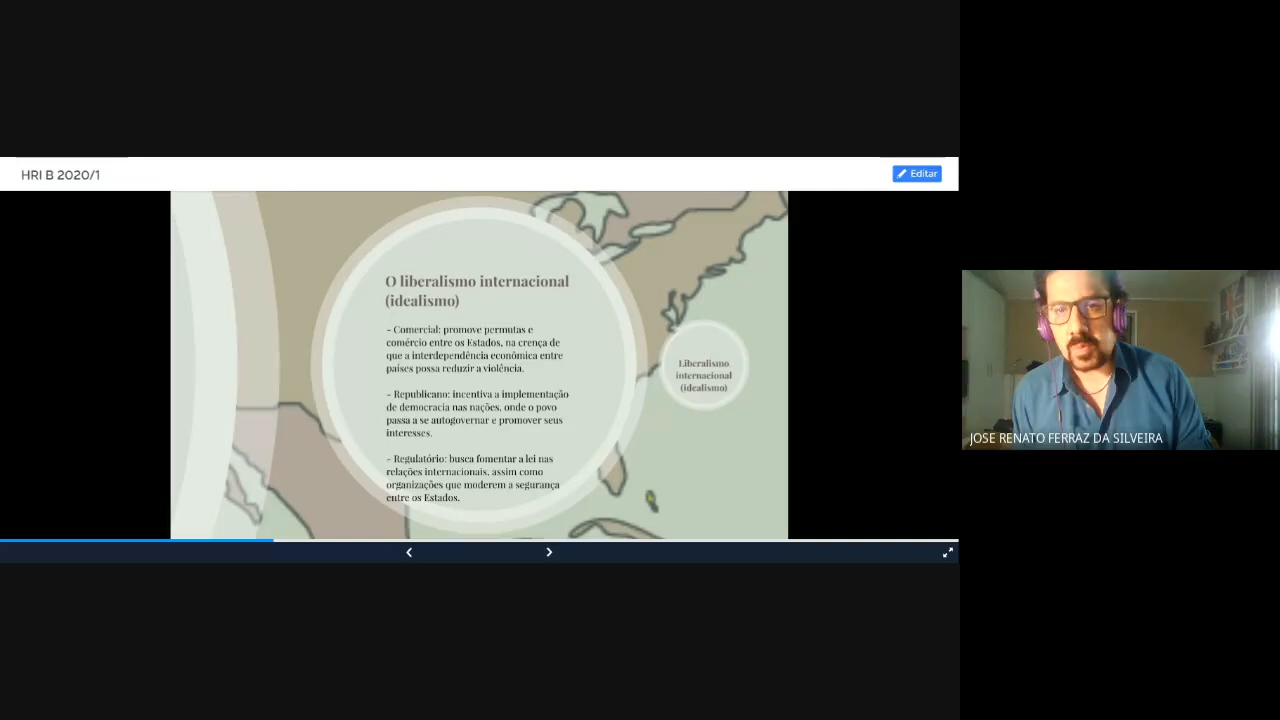 HRI B 2020/1
Editar
O liberalismo internacional
(idealismo)
- Comercial: promove permutas e
comércio entre os Estados, na crença de
que a interdependência econômica entre
países possa reduzir a violência.
- Republicano: incentiva a implementação
de democracia nas nações, onde o povo
passa a se autogovernar e promover seus
interesses.
- Regulatório: busca fomentar a lei nas
relações internacionais, assim como
organizações que moderem a segurança
entre os Estados.
Liberalismo
internacional
(idealismo)
JOSE RENATO FERRAZ DA SILVEIRA